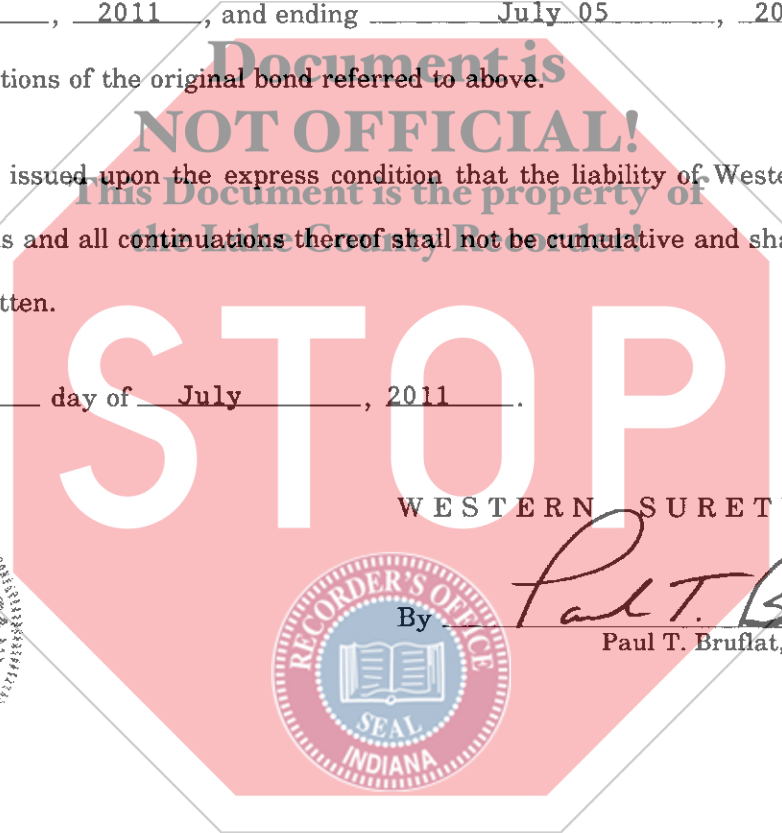 , 2011 , and ending July 05 , 20
Document is
tions of the original bond referred to above.
NOT OFFICIAL!
issued upon the express condition that the liability of Weste
This Document is the property of
s and all continuations thereof shall not be cumulative and sha
the Lake County Recorder!
tten.
STOP
day of July , 2011 .
WESTERN SURET
By Paul T.
Paul T. Bruflat,
RECORDER'S OFFICE
SEAL
INDIANA